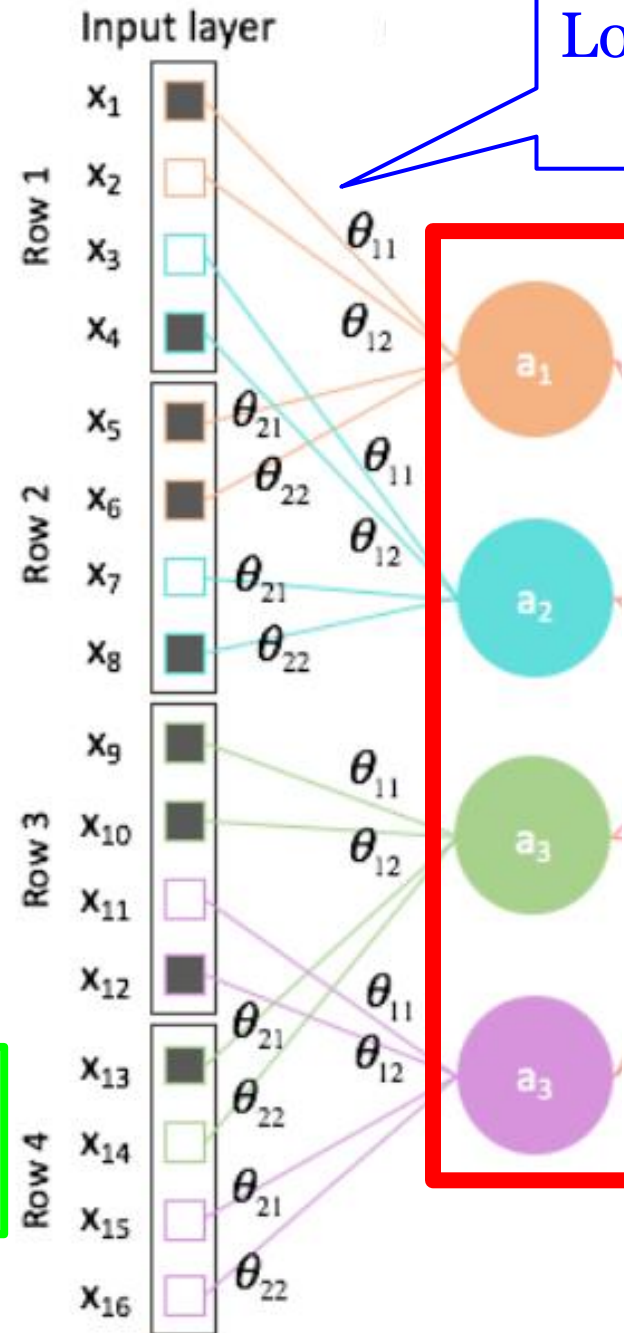 Input layer
Lo
Row 1
x₁
x₂
x₃
x₄
θ₁₁
θ₁₂
a₁
Row 2
x₅
x₆
x₇
x₈
θ₂₁
θ₂₂
θ₁₁
θ₁₂
θ₂₁
θ₂₂
a₂
Row 3
x₉
x₁₀
x₁₁
x₁₂
θ₁₁
θ₁₂
a₃
θ₁₁
θ₁₂
Row 4
x₁₃
x₁₄
x₁₅
x₁₆
θ₂₁
θ₂₂
θ₂₁
θ₂₂
a₃